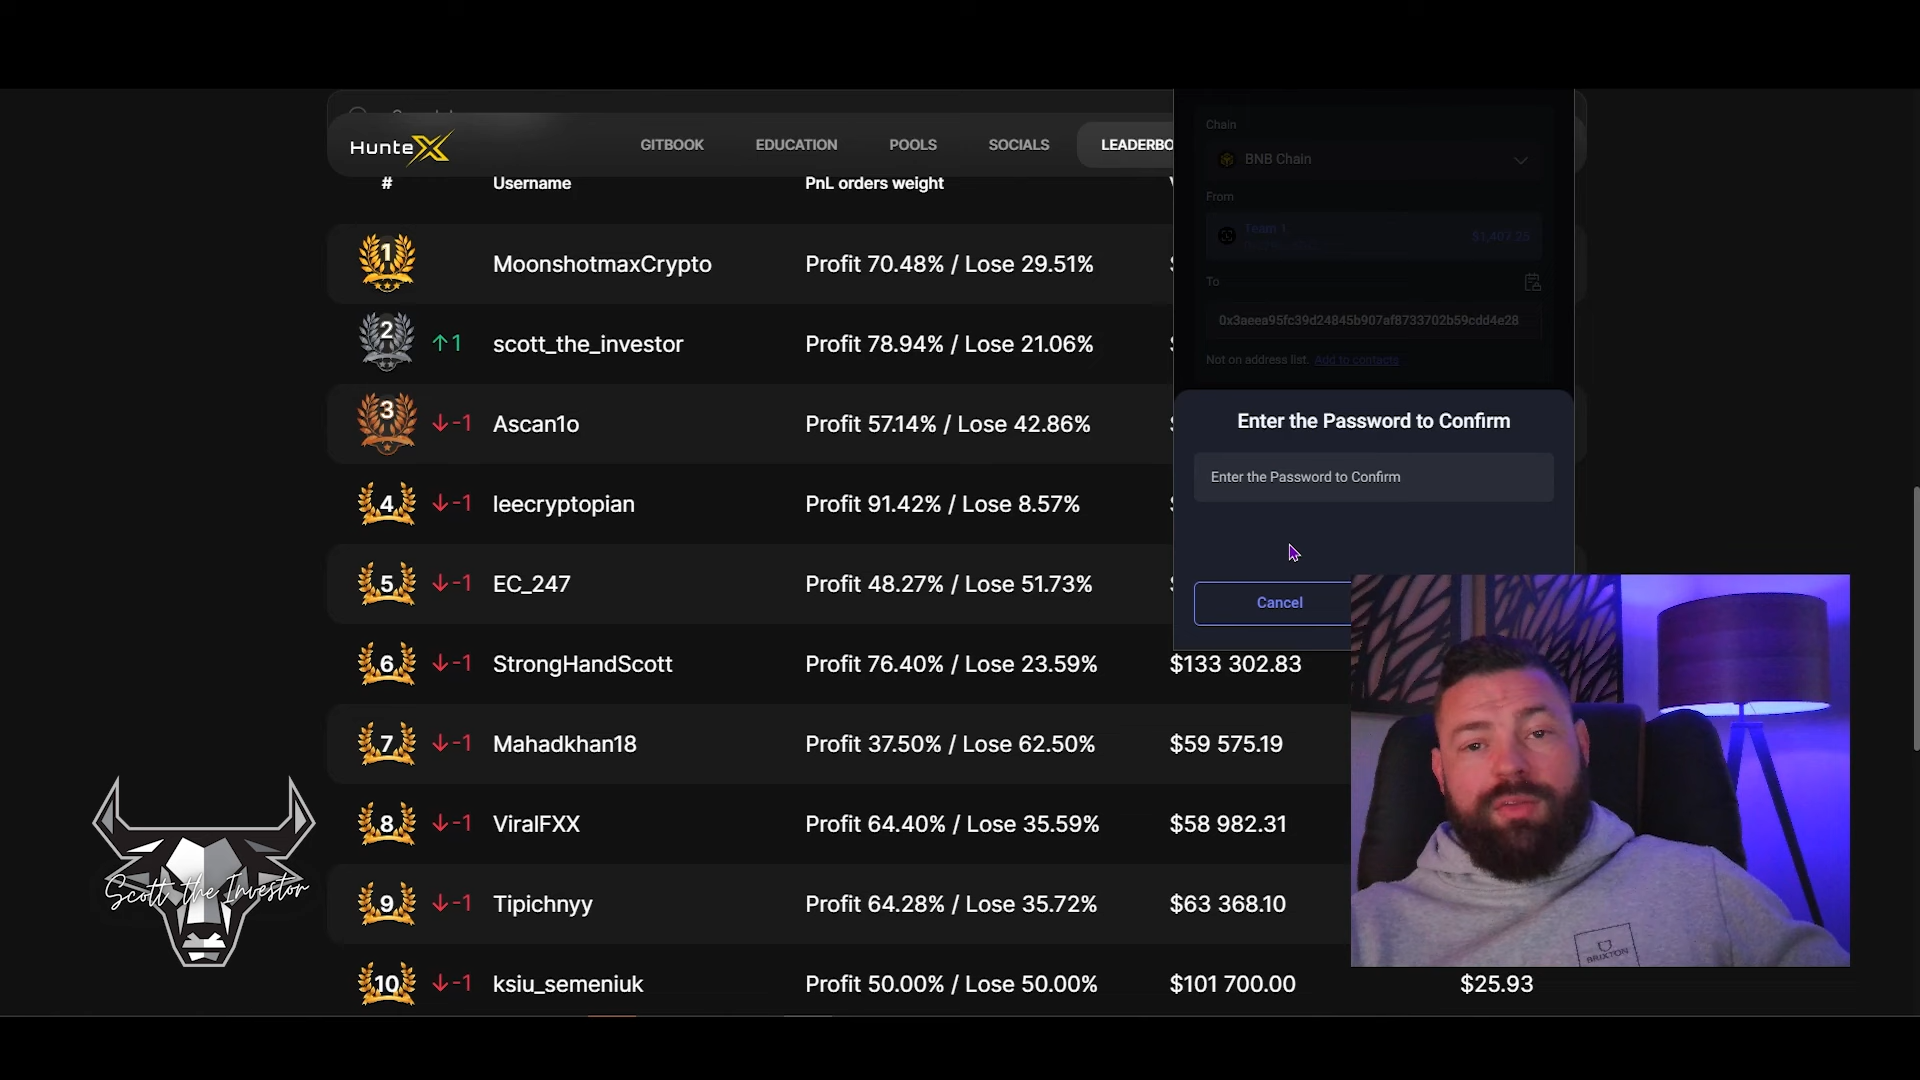 HunteX
GITBOOK
EDUCATION
POOLS
SOCIALS
LEADERBO
# Username PnL orders weight
1 MoonshotmaxCrypto Profit 70.48% / Lose 29.51%
2 ↑1 scott_the_investor Profit 78.94% / Lose 21.06%
3 ↓-1 Ascan1o Profit 57.14% / Lose 42.86%
4 ↓-1 leecryptopian Profit 91.42% / Lose 8.57%
5 ↓-1 EC_247 Profit 48.27% / Lose 51.73%
6 ↓-1 StrongHandScott Profit 76.40% / Lose 23.59% $133 302.83
7 ↓-1 Mahadkhan18 Profit 37.50% / Lose 62.50% $59 575.19
8 ↓-1 ViralFXX Profit 64.40% / Lose 35.59% $58 982.31
9 ↓-1 Tipichnyy Profit 64.28% / Lose 35.72% $63 368.10
10 ↓-1 ksiu_semeniuk Profit 50.00% / Lose 50.00% $101 700.00 $25.93
Chain
BNB Chain
From
Team 1
$1,407.25
To
0x3aeea95fc39d24845b907af8733702b59cdd4e28
Not on address list. Add to contacts
Enter the Password to Confirm
Enter the Password to Confirm
Cancel
Scott the Investor
BRIXTON